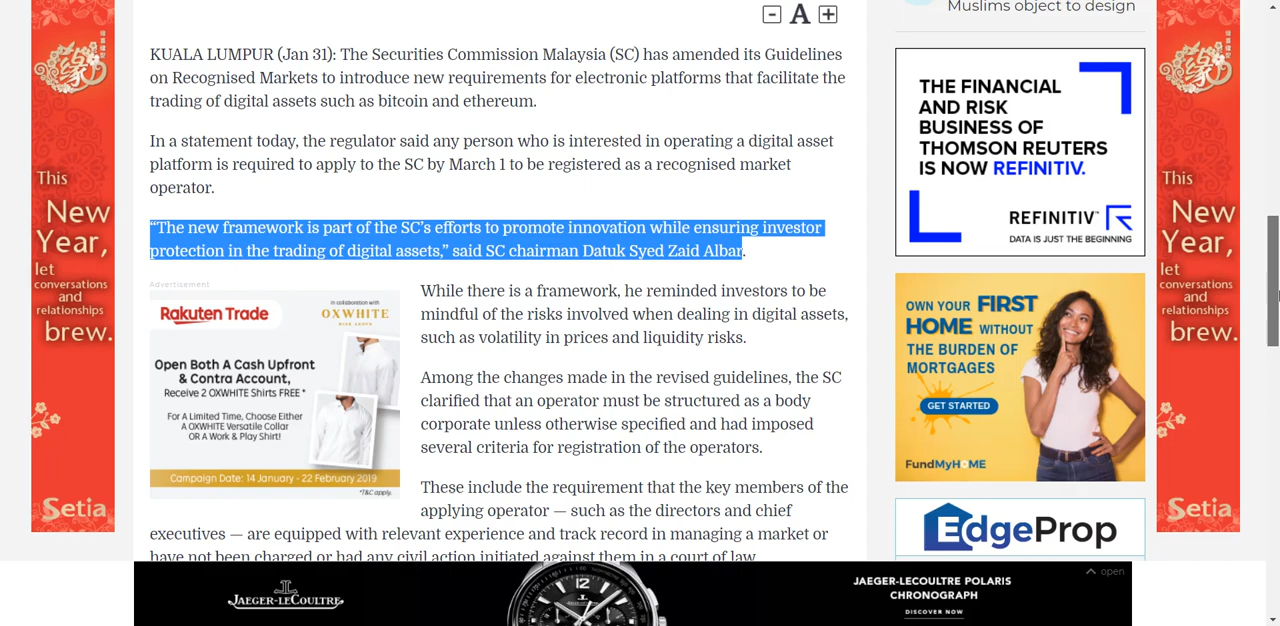 A
Muslims object to design
KUALA LUMPUR (Jan 31): The Securities Commission Malaysia (SC) has amended its Guidelines
on Recognised Markets to introduce new requirements for electronic platforms that facilitate the
trading of digital assets such as bitcoin and ethereum.
In a statement today, the regulator said any person who is interested in operating a digital asset
platform is required to apply to the SC by March 1 to be registered as a recognised market
operator.
“The new framework is part of the SC’s efforts to promote innovation while ensuring investor
protection in the trading of digital assets,” said SC chairman Datuk Syed Zaid Albar.
Advertisement
Rakuten Trade
in collaboration with
OXWHITE
Open Both A Cash Upfront
& Contra Account,
Receive 2 OXWHITE Shirts FREE*
For A Limited Time, Choose Either
A OXWHITE Versatile Collar
OR A Work & Play Shirt!
Campaign Date: 14 January - 22 February 2019
*T&C apply.
While there is a framework, he reminded investors to be
mindful of the risks involved when dealing in digital assets,
such as volatility in prices and liquidity risks.
Among the changes made in the revised guidelines, the SC
clarified that an operator must be structured as a body
corporate unless otherwise specified and had imposed
several criteria for registration of the operators.
These include the requirement that the key members of the
applying operator — such as the directors and chief
executives — are equipped with relevant experience and track record in managing a market or
have not been charged or had any civil action initiated against them in a court of law
THE FINANCIAL
AND RISK
BUSINESS OF
THOMSON REUTERS
IS NOW REFINITIV.
REFINITIV
DATA IS JUST THE BEGINNING
OWN YOUR FIRST
HOME WITHOUT
THE BURDEN OF
MORTGAGES
GET STARTED
FundMyHOME
EdgeProp
缘
This
New
Year,
let
conversations
and
relationships
brew.
Setia
缘
This
New
Year,
let
conversations
and
relationships
brew.
Setia
JAEGER-LECOULTRE
12
JAEGER-LECOULTRE POLARIS
CHRONOGRAPH
DISCOVER NOW
open